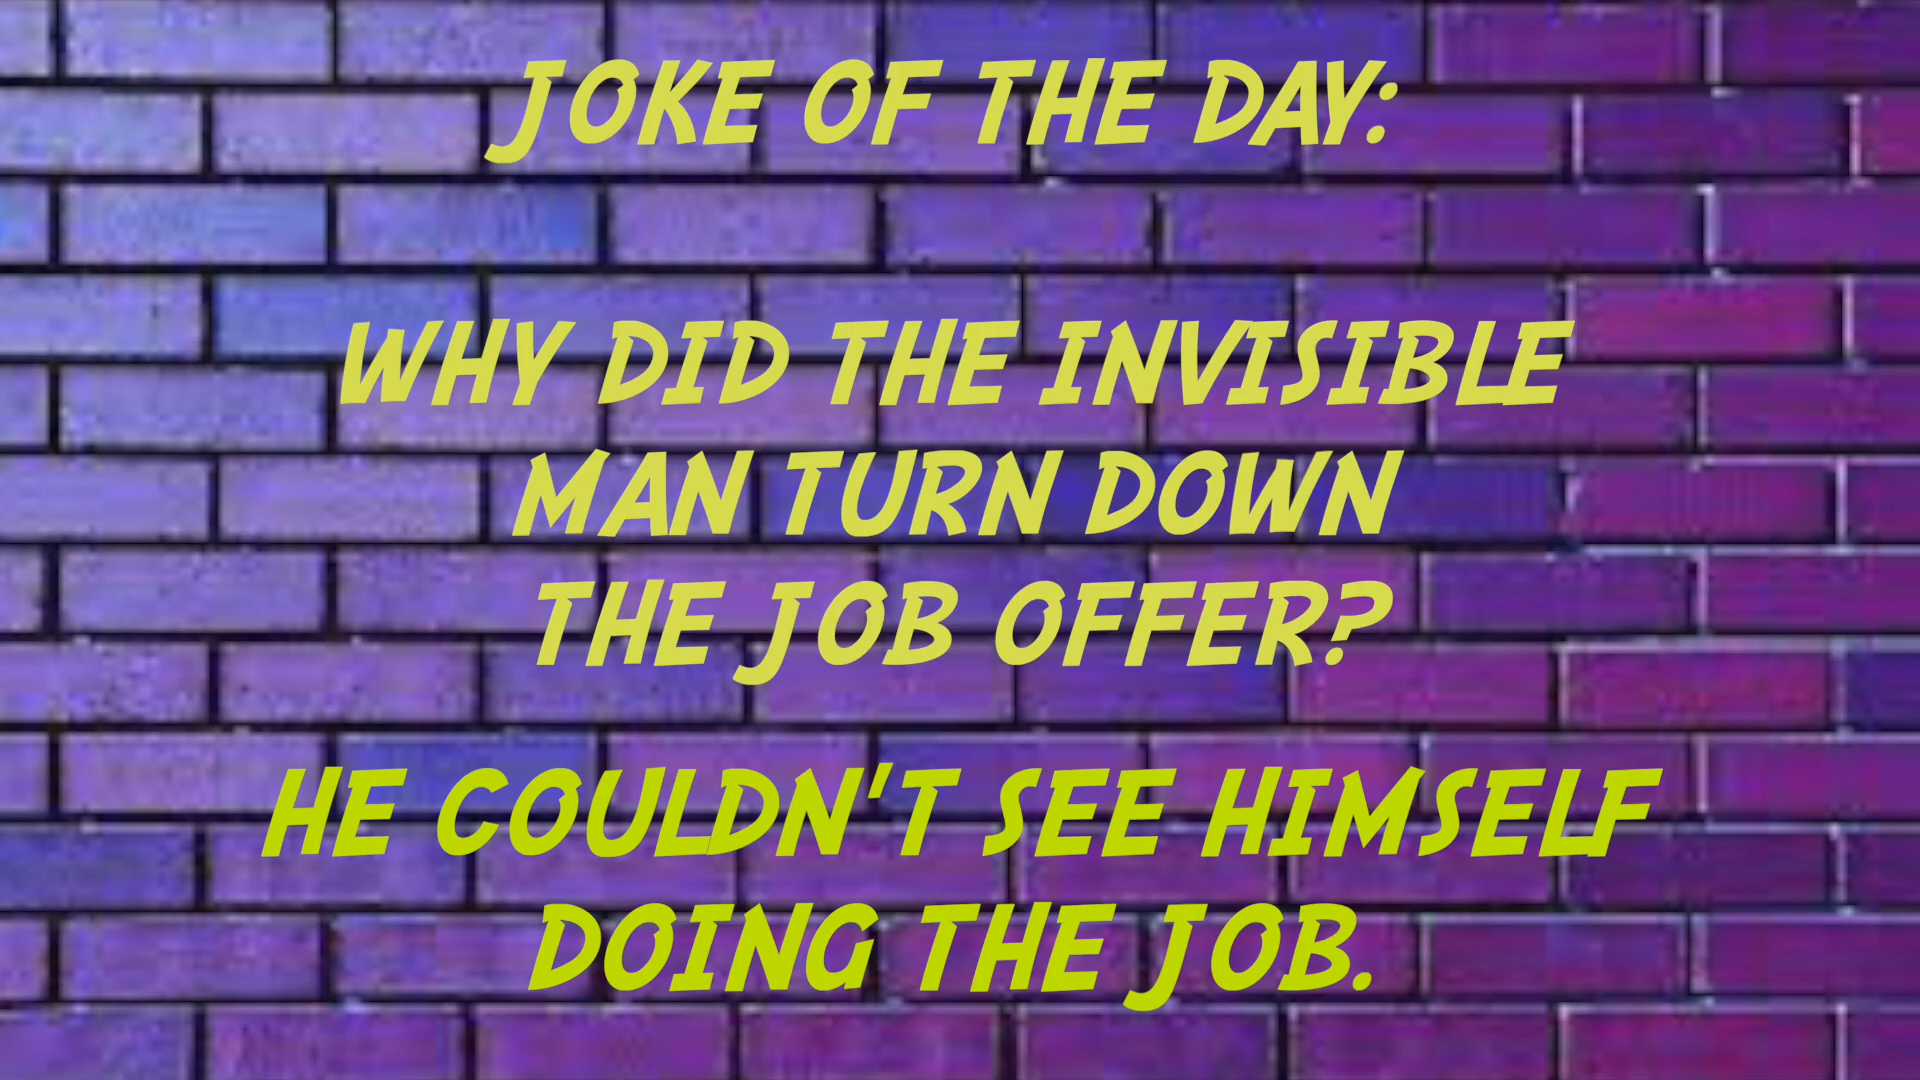 JOKE OF THE DAY:
WHY DID THE INVISIBLE
MAN TURN DOWN
THE JOB OFFER?
HE COULDN'T SEE HIMSELF
DOING THE JOB.